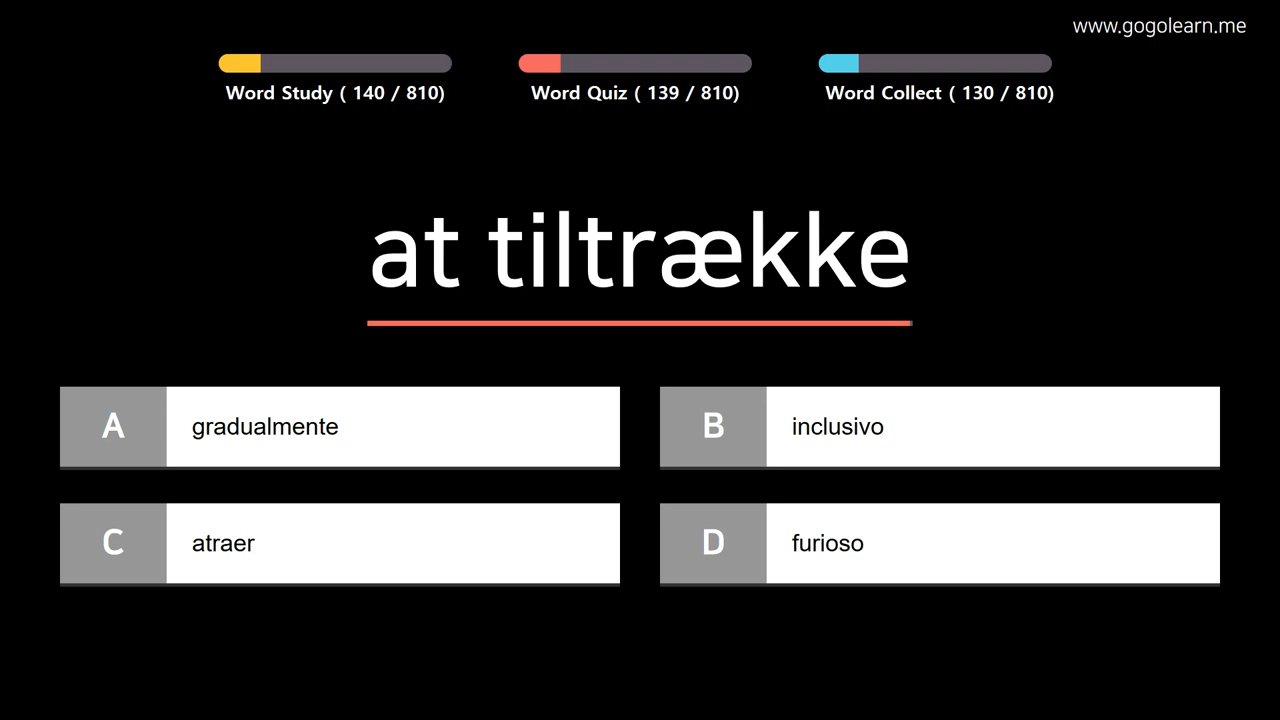 www.gogolearn.me
Word Study ( 140 / 810)
Word Quiz ( 139 / 810)
Word Collect ( 130 / 810)
at tiltrække
A gradualmente
B inclusivo
C atraer
D furioso